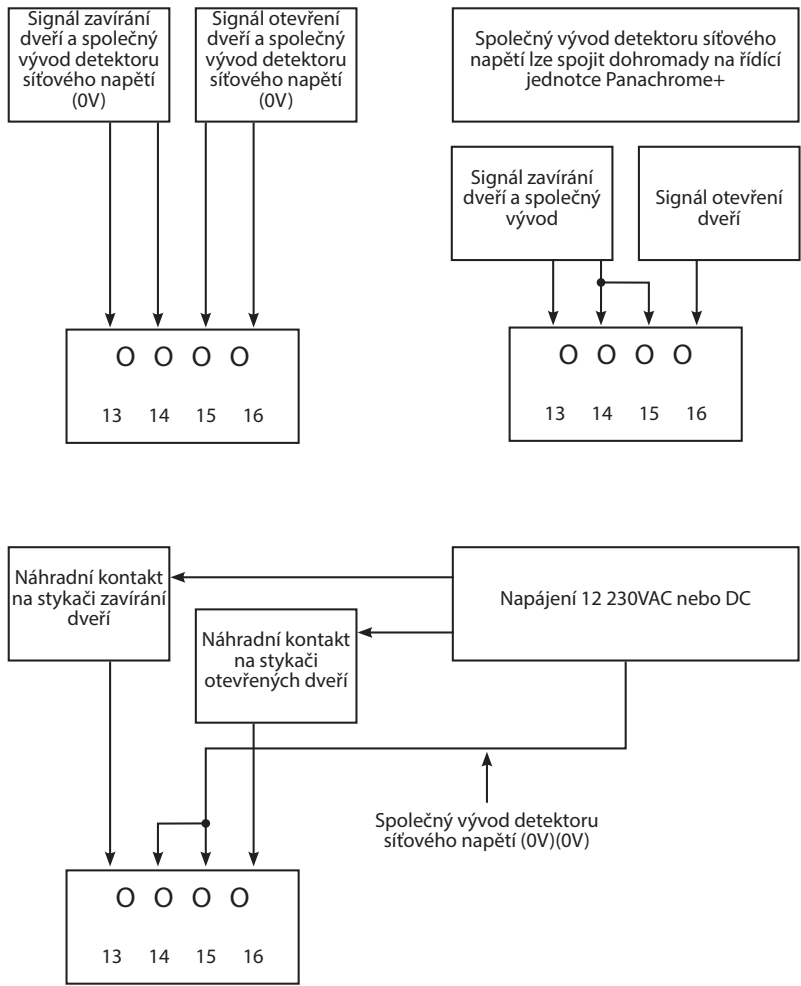 Signál zavírání
dveří a společný
vývod detektoru
síťového napětí
(0V)
Signál otevření
dveří a společný
vývod detektoru
síťového napětí
(0V)
Společný vývod detektoru síťového
napětí lze spojit dohromady na řídící
jednotce Panachrome+
Signál zavírání
dveří a společný
vývod
Signál otevření
dveří
O O O O
13 14 15 16
O O O O
13 14 15 16
Náhradní kontakt
na stykači zavírání
dveří
Napájení 12 230VAC nebo DC
Náhradní kontakt
na stykači
otevřených dveří
Společný vývod detektoru
síťového napětí (0V)(0V)
O O O O
13 14 15 16